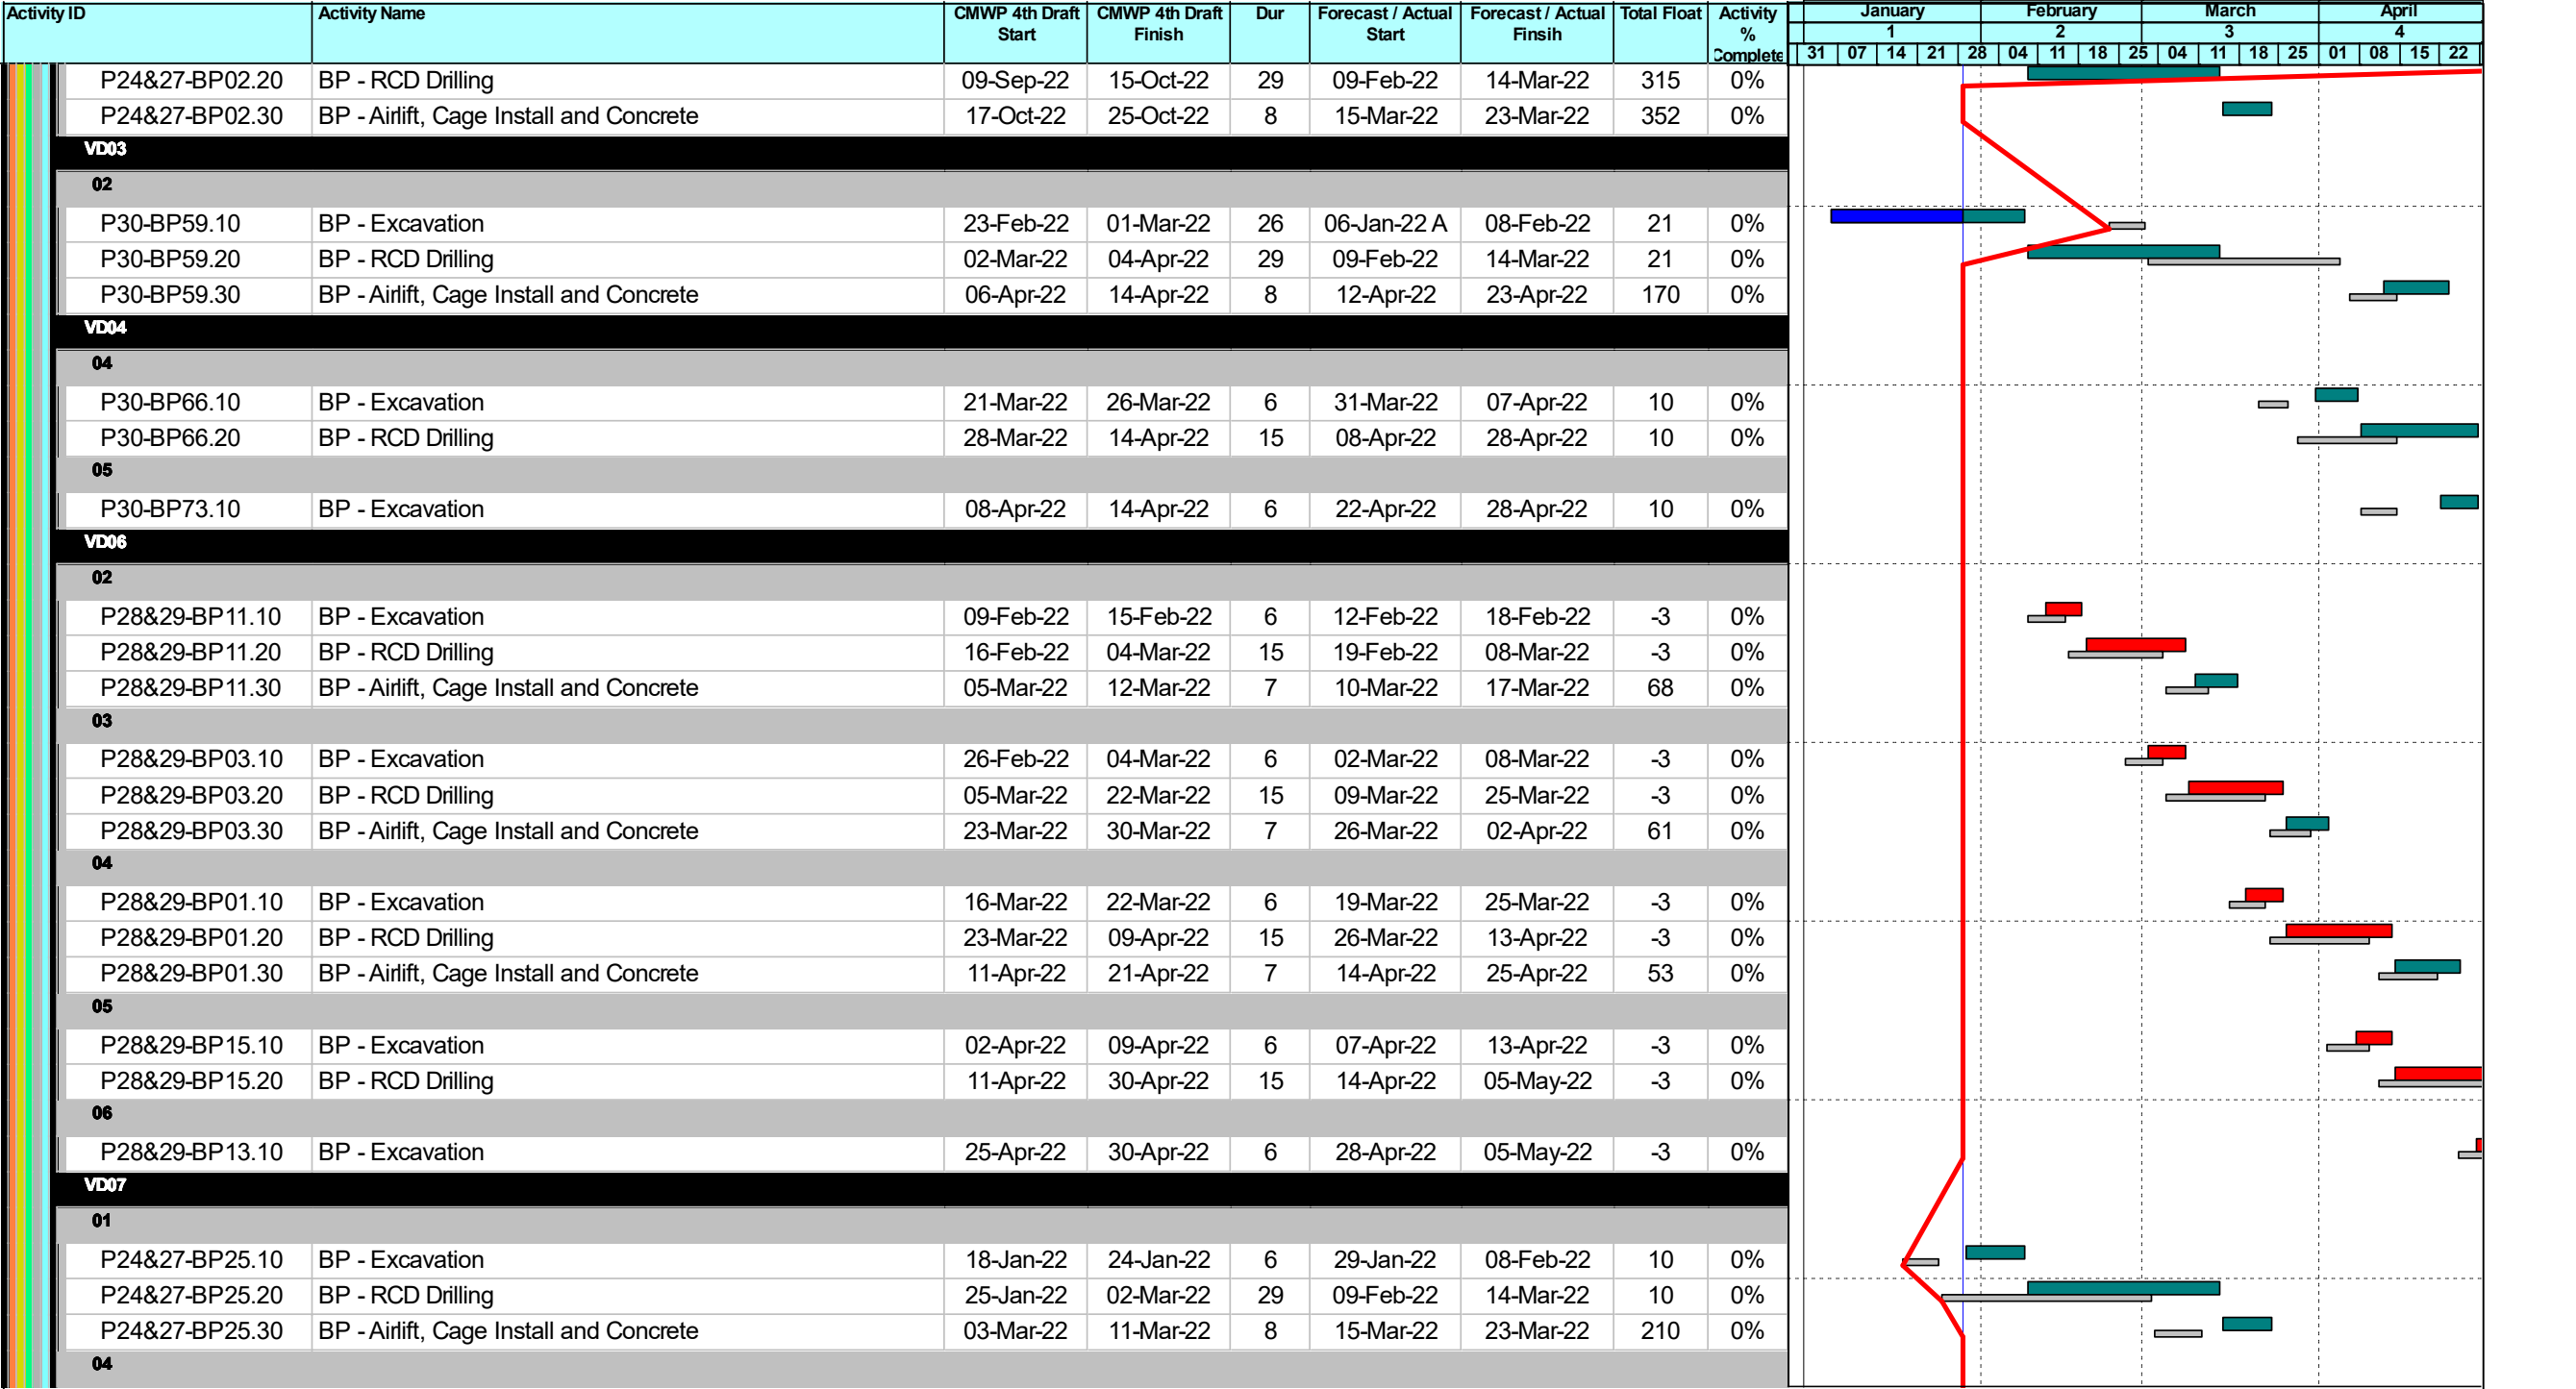 Activity ID Activity Name CMWP 4th Draft Start CMWP 4th Draft Finish Dur Forecast / Actual Start Forecast / Actual Finsih Total Float Activity % Complete January February March April
1 2 3 4
31 07 14 21 28 04 11 18 25 04 11 18 25 01 08 15 22
P24&27-BP02.20 BP - RCD Drilling 09-Sep-22 15-Oct-22 29 09-Feb-22 14-Mar-22 315 0%
P24&27-BP02.30 BP - Airlift, Cage Install and Concrete 17-Oct-22 25-Oct-22 8 15-Mar-22 23-Mar-22 352 0%
VD03
02
P30-BP59.10 BP - Excavation 23-Feb-22 01-Mar-22 26 06-Jan-22 A 08-Feb-22 21 0%
P30-BP59.20 BP - RCD Drilling 02-Mar-22 04-Apr-22 29 09-Feb-22 14-Mar-22 21 0%
P30-BP59.30 BP - Airlift, Cage Install and Concrete 06-Apr-22 14-Apr-22 8 12-Apr-22 23-Apr-22 170 0%
VD04
04
P30-BP66.10 BP - Excavation 21-Mar-22 26-Mar-22 6 31-Mar-22 07-Apr-22 10 0%
P30-BP66.20 BP - RCD Drilling 28-Mar-22 14-Apr-22 15 08-Apr-22 28-Apr-22 10 0%
05
P30-BP73.10 BP - Excavation 08-Apr-22 14-Apr-22 6 22-Apr-22 28-Apr-22 10 0%
VD06
02
P28&29-BP11.10 BP - Excavation 09-Feb-22 15-Feb-22 6 12-Feb-22 18-Feb-22 -3 0%
P28&29-BP11.20 BP - RCD Drilling 16-Feb-22 04-Mar-22 15 19-Feb-22 08-Mar-22 -3 0%
P28&29-BP11.30 BP - Airlift, Cage Install and Concrete 05-Mar-22 12-Mar-22 7 10-Mar-22 17-Mar-22 68 0%
03
P28&29-BP03.10 BP - Excavation 26-Feb-22 04-Mar-22 6 02-Mar-22 08-Mar-22 -3 0%
P28&29-BP03.20 BP - RCD Drilling 05-Mar-22 22-Mar-22 15 09-Mar-22 25-Mar-22 -3 0%
P28&29-BP03.30 BP - Airlift, Cage Install and Concrete 23-Mar-22 30-Mar-22 7 26-Mar-22 02-Apr-22 61 0%
04
P28&29-BP01.10 BP - Excavation 16-Mar-22 22-Mar-22 6 19-Mar-22 25-Mar-22 -3 0%
P28&29-BP01.20 BP - RCD Drilling 23-Mar-22 09-Apr-22 15 26-Mar-22 13-Apr-22 -3 0%
P28&29-BP01.30 BP - Airlift, Cage Install and Concrete 11-Apr-22 21-Apr-22 7 14-Apr-22 25-Apr-22 53 0%
05
P28&29-BP15.10 BP - Excavation 02-Apr-22 09-Apr-22 6 07-Apr-22 13-Apr-22 -3 0%
P28&29-BP15.20 BP - RCD Drilling 11-Apr-22 30-Apr-22 15 14-Apr-22 05-May-22 -3 0%
06
P28&29-BP13.10 BP - Excavation 25-Apr-22 30-Apr-22 6 28-Apr-22 05-May-22 -3 0%
VD07
01
P24&27-BP25.10 BP - Excavation 18-Jan-22 24-Jan-22 6 29-Jan-22 08-Feb-22 10 0%
P24&27-BP25.20 BP - RCD Drilling 25-Jan-22 02-Mar-22 29 09-Feb-22 14-Mar-22 10 0%
P24&27-BP25.30 BP - Airlift, Cage Install and Concrete 03-Mar-22 11-Mar-22 8 15-Mar-22 23-Mar-22 210 0%
04